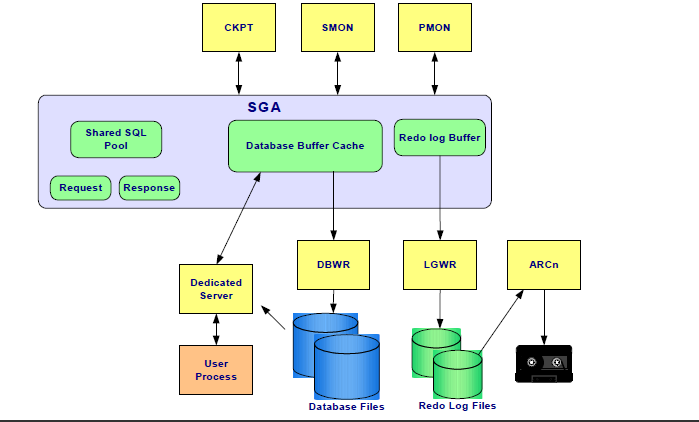 CKPT
SMON
PMON
SGA
Shared SQL
Pool
Database Buffer Cache
Redo log Buffer
Request
Response
Dedicated
Server
DBWR
LGWR
ARCn
User
Process
Database Files
Redo Log Files